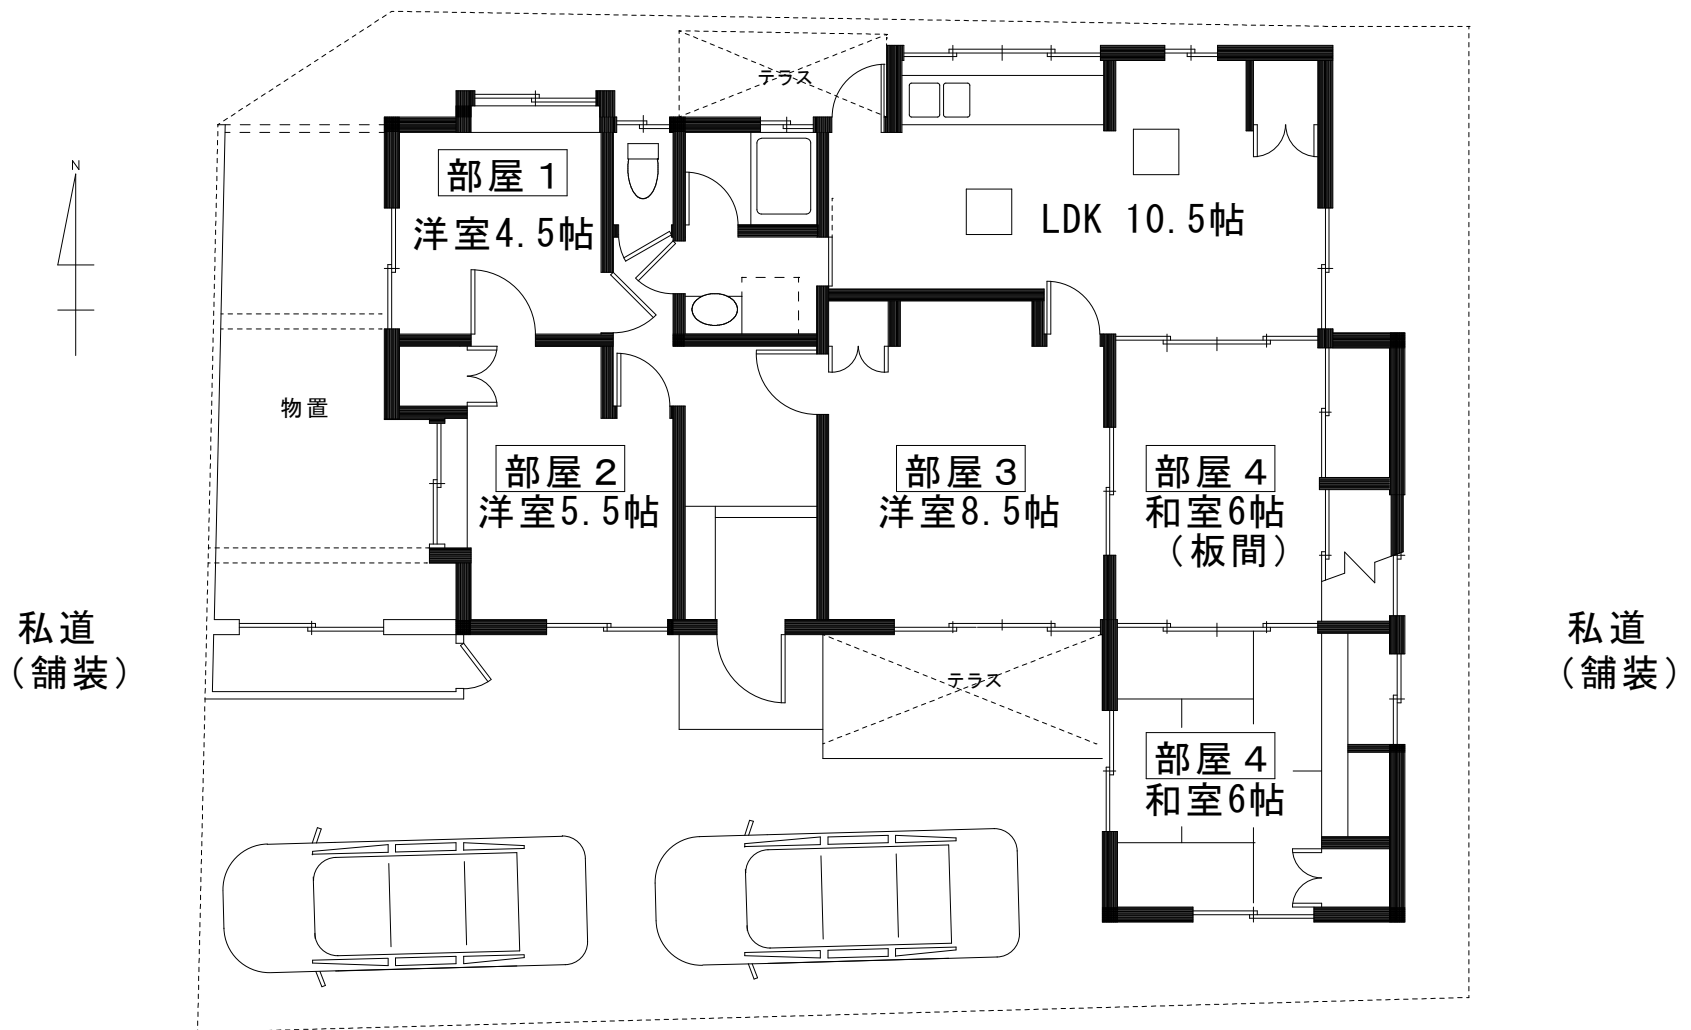 テラス
N
部屋１
洋室4.5帖
LDK 10.5帖
物置
部屋２
洋室5.5帖
部屋３
洋室8.5帖
部屋４
和室6帖
（板間）
私道
（舗装）
私道
（舗装）
テラス
部屋４
和室6帖